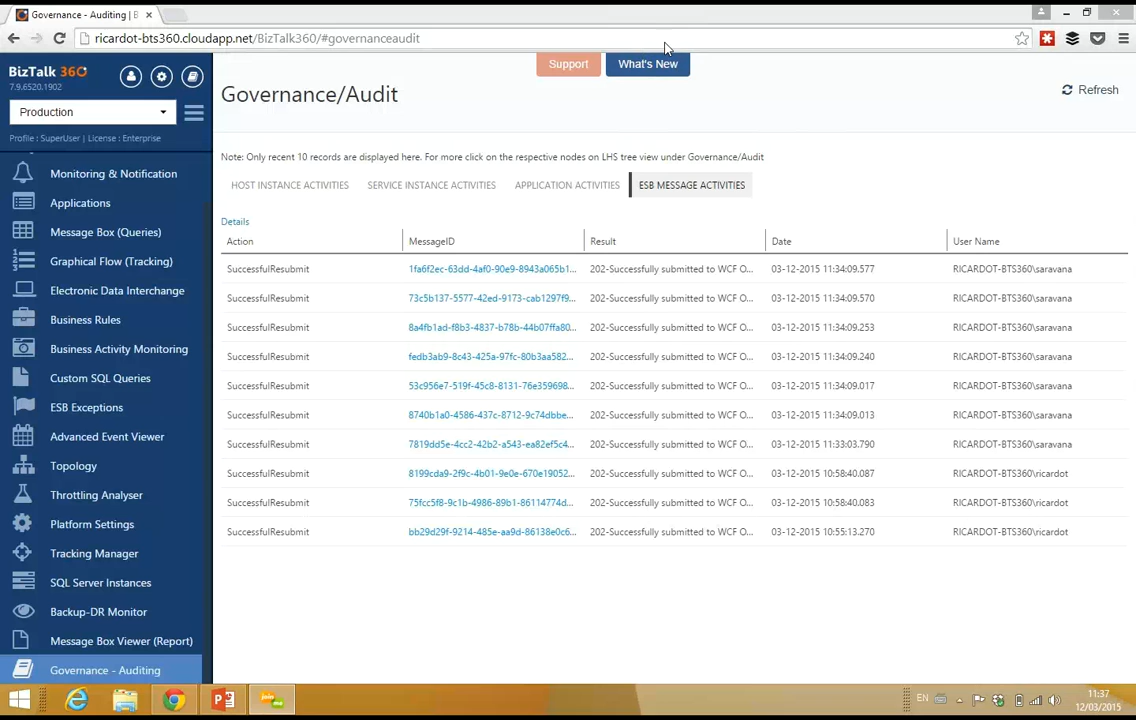 Governance - Auditing | B
ricardot-bts360.cloudapp.net/BizTalk360/#governanceaudit
BizTalk 360
7.9.6520.1902
Support
What's New
Governance/Audit
Refresh
Production
Profile : SuperUser | License : Enterprise
Note: Only recent 10 records are displayed here. For more click on the respective nodes on LHS tree view under Governance/Audit
HOST INSTANCE ACTIVITIES SERVICE INSTANCE ACTIVITIES APPLICATION ACTIVITIES ESB MESSAGE ACTIVITIES
Details
Action MessageID Result Date User Name
SuccessfulResubmit 1fa6f2ec-63dd-4af0-90e9-8943a065b1... 202-Successfully submitted to WCF O... 03-12-2015 11:34:09.577 RICARDOT-BTS360\saravana
SuccessfulResubmit 73c5b137-5577-42ed-9173-cab1297f9... 202-Successfully submitted to WCF O... 03-12-2015 11:34:09.570 RICARDOT-BTS360\saravana
SuccessfulResubmit 8a4fb1ad-f8b3-4837-b78b-44b07ffa80... 202-Successfully submitted to WCF O... 03-12-2015 11:34:09.253 RICARDOT-BTS360\saravana
SuccessfulResubmit fedb3ab9-8c43-425a-97fc-80b3aa582... 202-Successfully submitted to WCF O... 03-12-2015 11:34:09.240 RICARDOT-BTS360\saravana
SuccessfulResubmit 53c956e7-519f-45c8-8131-76e359698... 202-Successfully submitted to WCF O... 03-12-2015 11:34:09.017 RICARDOT-BTS360\saravana
SuccessfulResubmit 8740b1a0-4586-437c-8712-9c74dbbe... 202-Successfully submitted to WCF O... 03-12-2015 11:34:09.013 RICARDOT-BTS360\saravana
SuccessfulResubmit 7819dd5e-4cc2-42b2-a543-ea82ef5c4... 202-Successfully submitted to WCF O... 03-12-2015 11:33:03.790 RICARDOT-BTS360\saravana
SuccessfulResubmit 8199cda9-2f9c-4b01-9e0e-670e19052... 202-Successfully submitted to WCF O... 03-12-2015 10:58:40.087 RICARDOT-BTS360\ricardot
SuccessfulResubmit 75fcc5f8-9c1b-4986-89b1-86114774d... 202-Successfully submitted to WCF O... 03-12-2015 10:58:40.083 RICARDOT-BTS360\ricardot
SuccessfulResubmit bb29d29f-9214-485e-aa9d-86138e0c6... 202-Successfully submitted to WCF O... 03-12-2015 10:55:13.270 RICARDOT-BTS360\ricardot
Monitoring & Notification
Applications
Message Box (Queries)
Graphical Flow (Tracking)
Electronic Data Interchange
Business Rules
Business Activity Monitoring
Custom SQL Queries
ESB Exceptions
Advanced Event Viewer
Topology
Throttling Analyser
Platform Settings
Tracking Manager
SQL Server Instances
Backup-DR Monitor
Message Box Viewer (Report)
Governance - Auditing
join
EN
11:37
12/03/2015